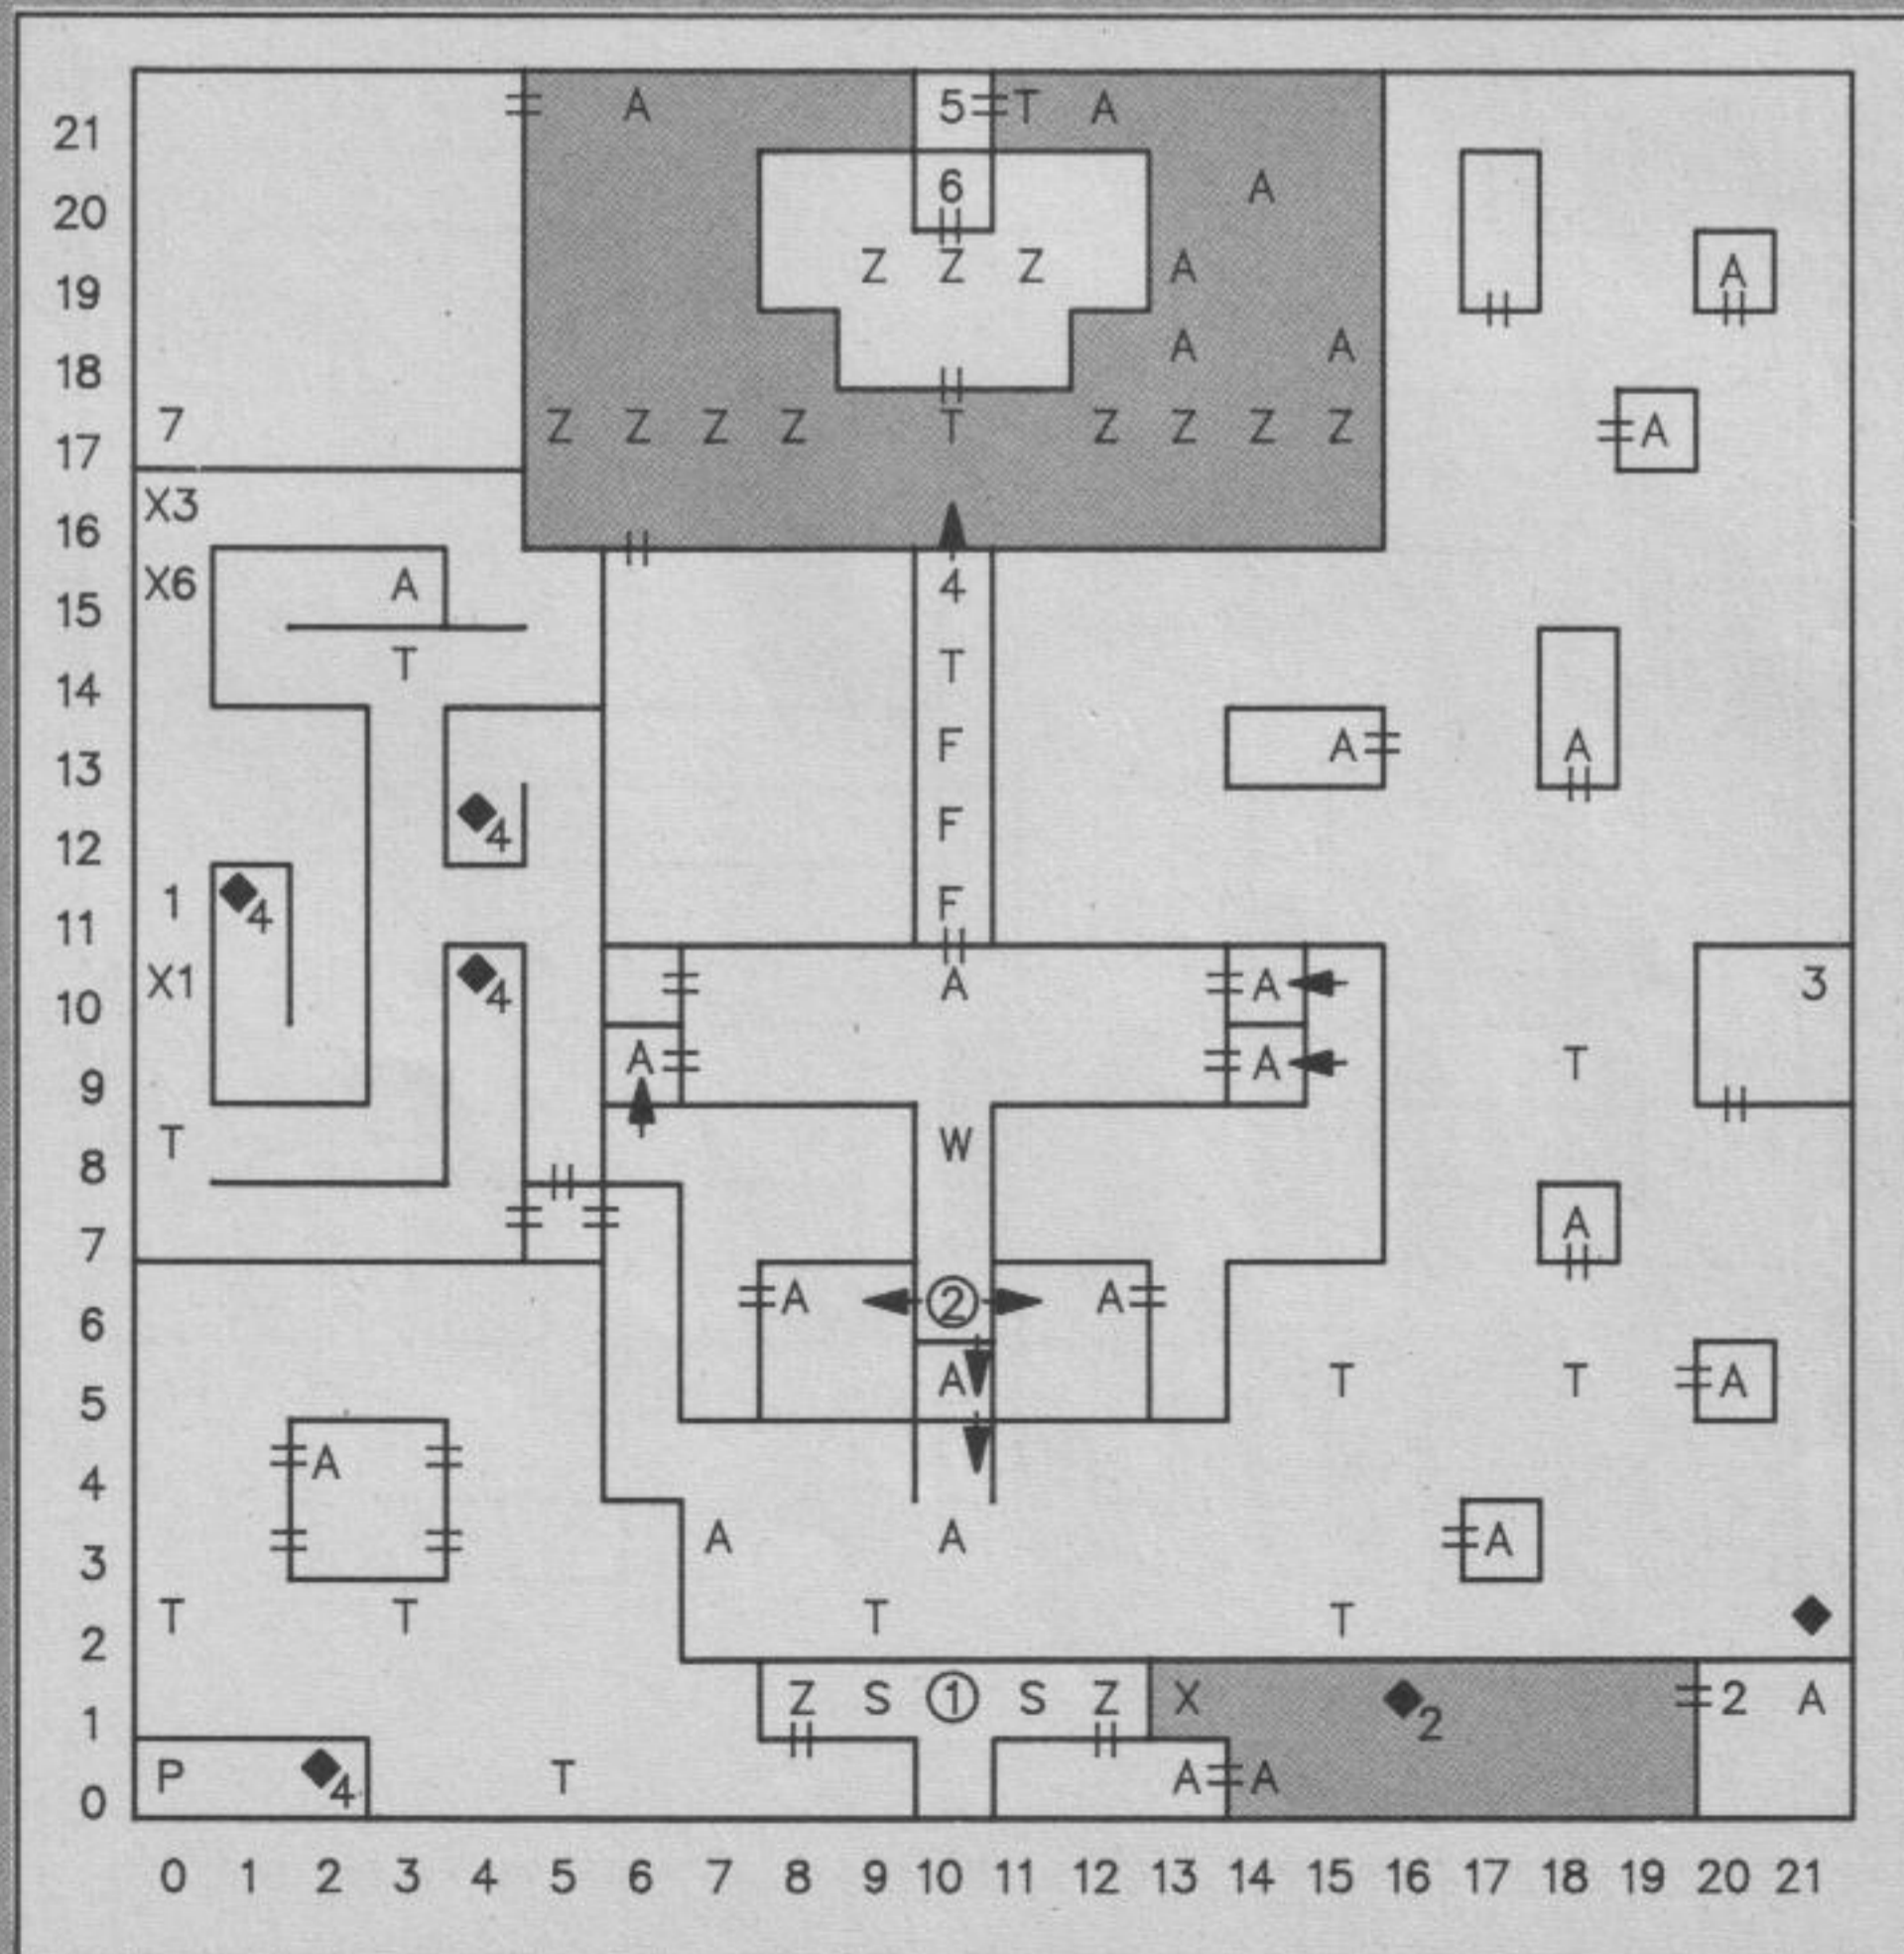 5 T A
A
21
6
A
20
Z Z Z A A
19
A A
18
7 Z Z Z Z T Z Z Z Z A
17
X3
16
X6 A 4
15
T T
14
F A A
13
4 F
12
1 4 F
11
X1 4 A A 3
10
A A T
9
T W
8
A
7
A 2 A
6
A T T A
5
A
4
A A A
3
T T T T
2
Z S 1 S Z X 2 2 A
1
P 4 T A A
0
0 1 2 3 4 5 6 7 8 9 10 11 12 13 14 15 16 17 18 19 20 21